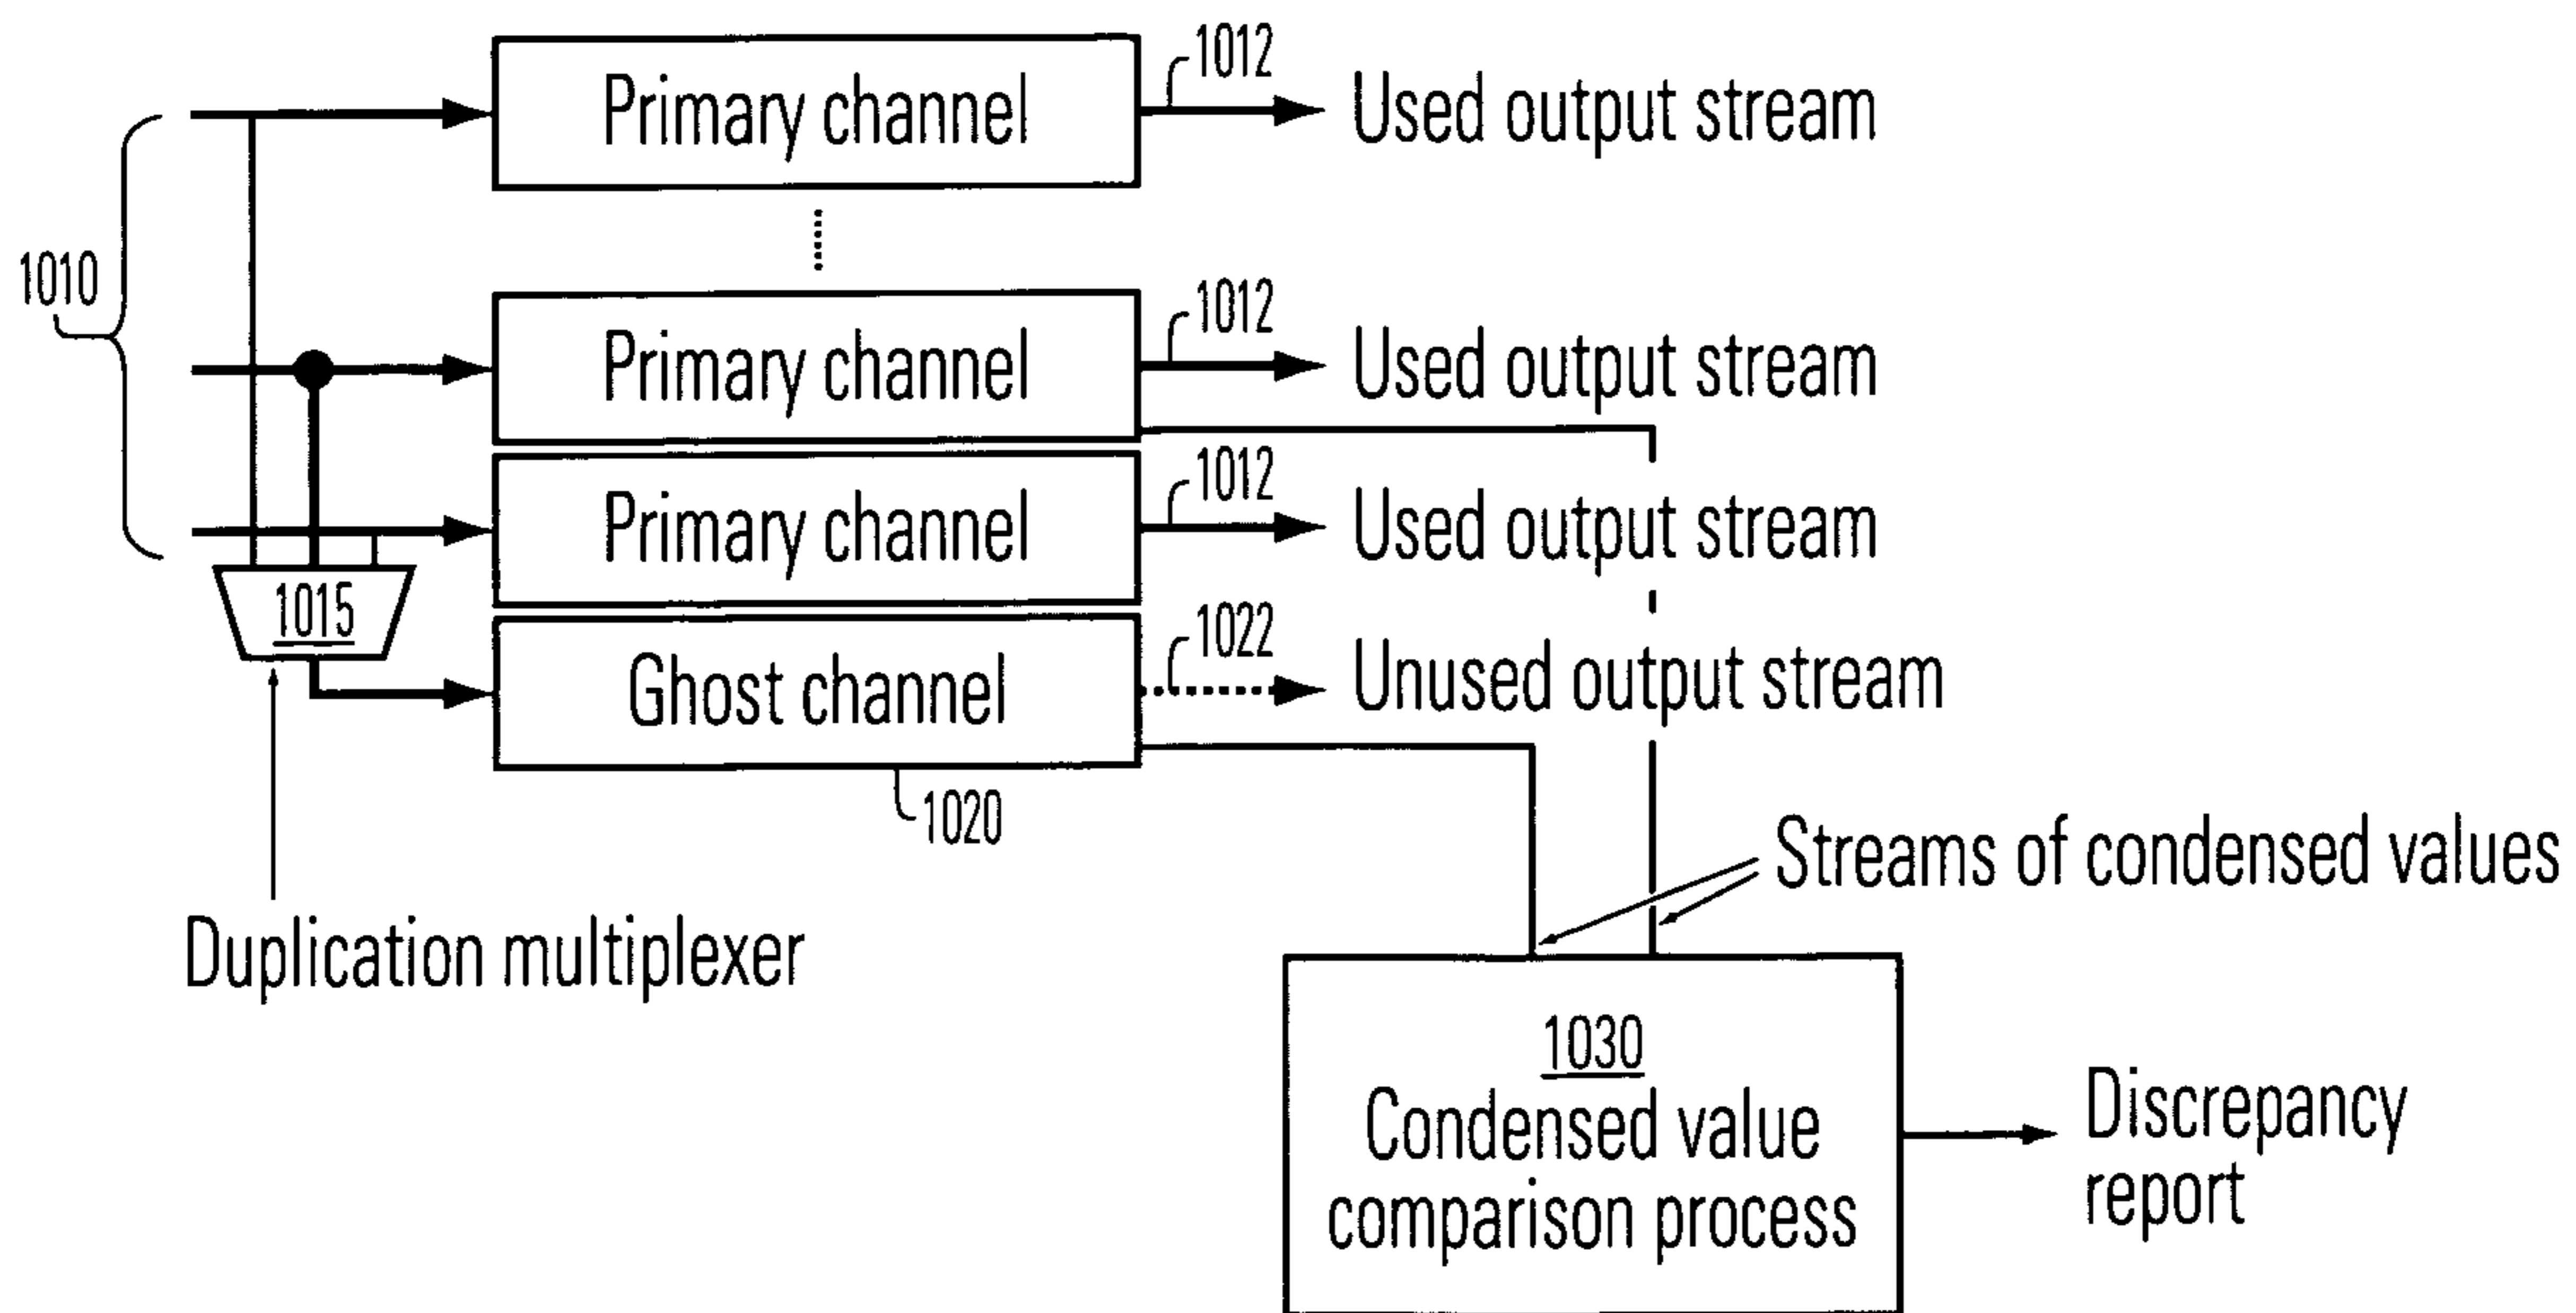 1012
Primary channel
Used output stream
1010
1012
Primary channel
Used output stream
1012
Primary channel
Used output stream
1015
1022
Ghost channel
Unused output stream
1020
Streams of condensed values
Duplication multiplexer
1030
Condensed value
comparison process
Discrepancy
report